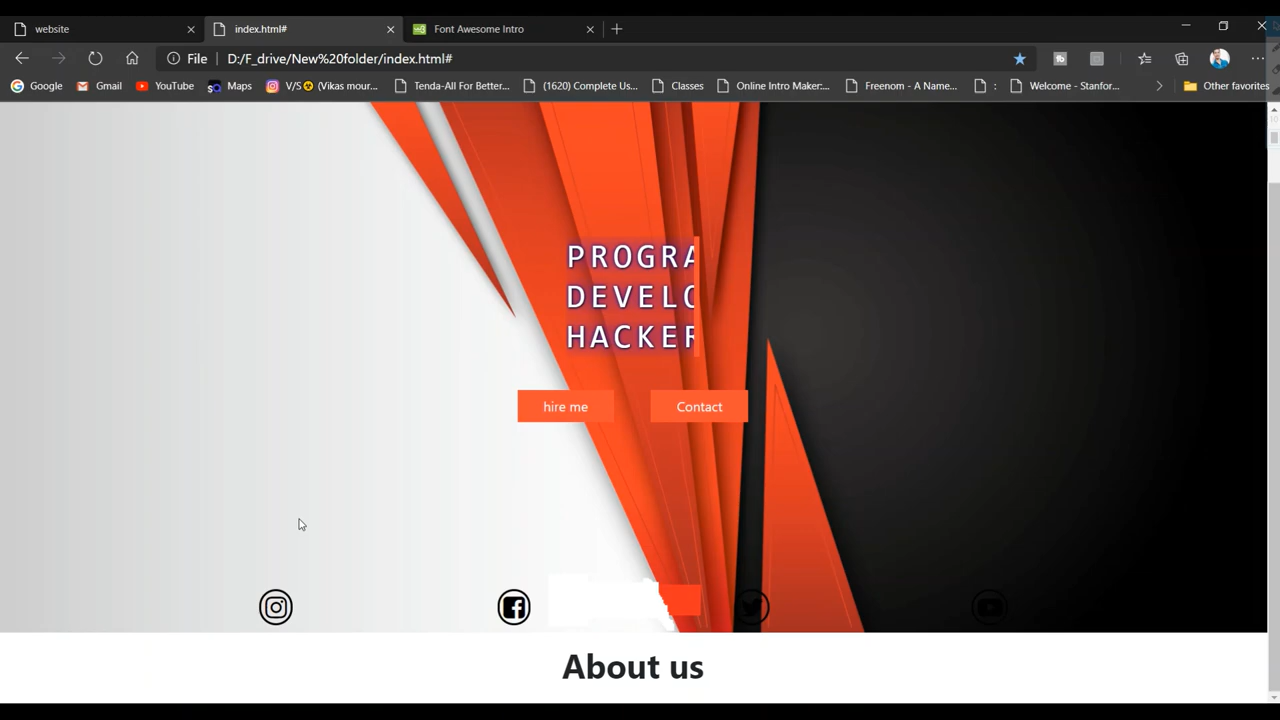 website
index.html#
Font Awesome Intro
File D:/F_drive/New%20folder/index.html#
Google Gmail YouTube Maps V/S (Vikas mour... Tenda-All For Better... (1620) Complete Us... Classes Online Intro Maker:... Freenom - A Name... : Welcome - Stanfor... Other favorites
PROGRA
DEVELO
HACKER
hire me Contact
About us